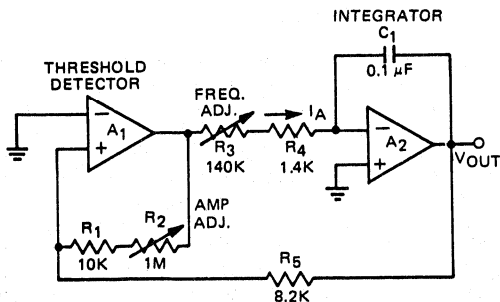 INTEGRATOR
C1
0.1 µF
THRESHOLD
DETECTOR
FREQ.
ADJ.
IA
−
A1
+
R3
140K
R4
1.4K
−
A2
+
VOUT
R1
10K
R2
1M
AMP
ADJ.
R5
8.2K